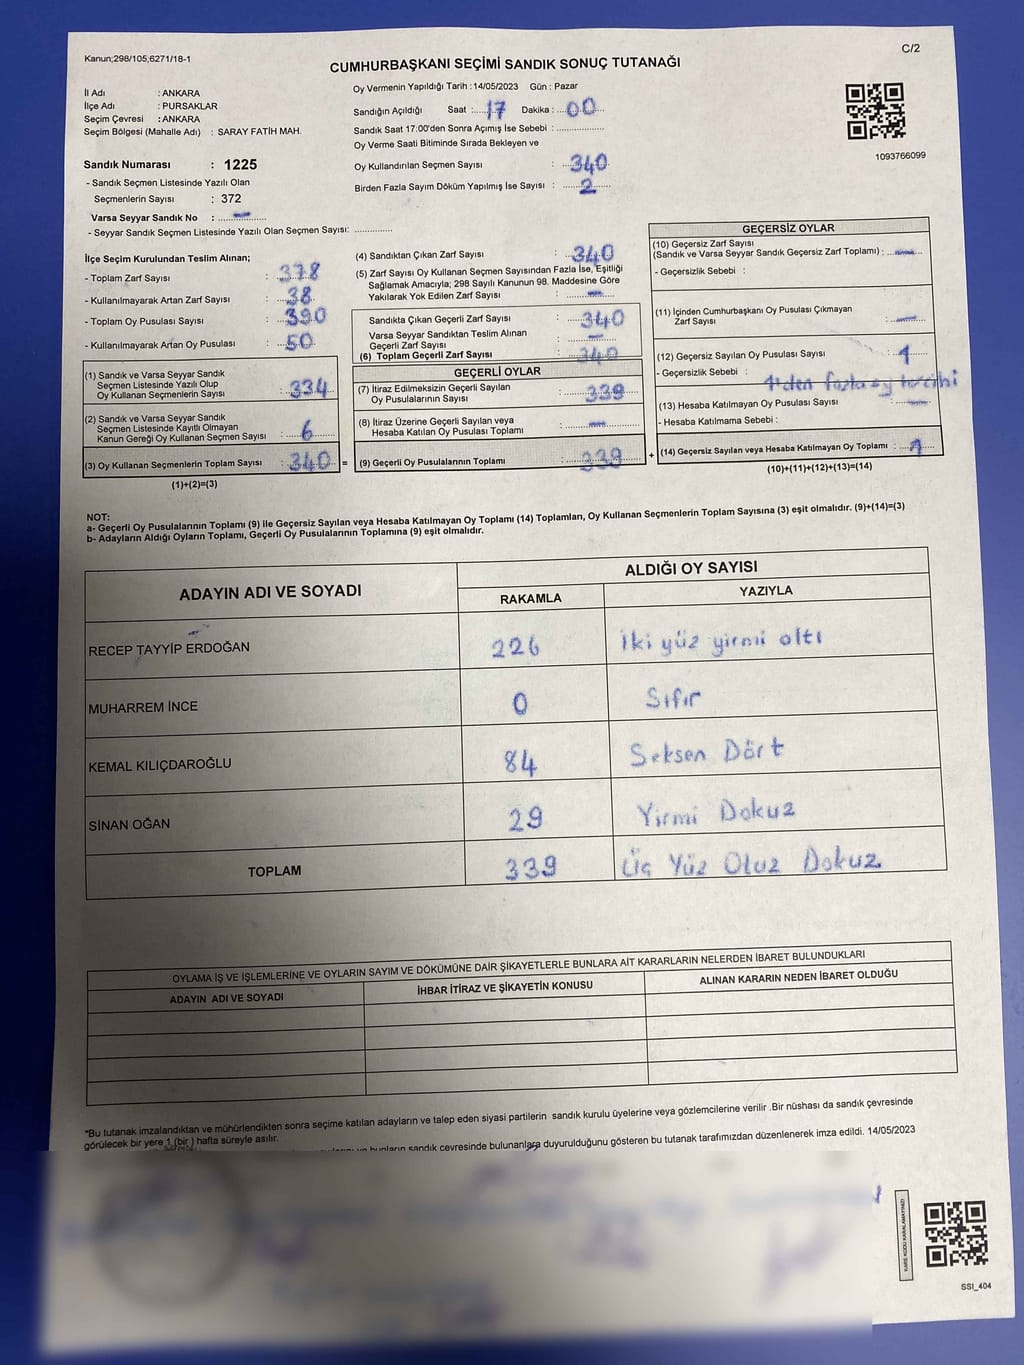 Kanun;298/105,6271/18-1
C/2
CUMHURBAŞKANI SEÇİMİ SANDIK SONUÇ TUTANAĞI
İl Adı : ANKARA
İlçe Adı : PURSAKLAR
Seçim Çevresi : ANKARA
Seçim Bölgesi (Mahalle Adı) : SARAY FATİH MAH.
Sandık Numarası : 1225
- Sandık Seçmen Listesinde Yazılı Olan
Seçmenlerin Sayısı : 372
Varsa Seyyar Sandık No : —
- Seyyar Sandık Seçmen Listesinde Yazılı Olan Seçmen Sayısı: ..............
Oy Vermenin Yapıldığı Tarih : 14/05/2023 Gün : Pazar
Sandığın Açıldığı Saat : 17 Dakika : 00
Sandık Saat 17:00'den Sonra Açımış İse Sebebi : ..............
Oy Verme Saati Bitiminde Sırada Bekleyen ve
Oy Kullandırılan Seçmen Sayısı : 340
Birden Fazla Sayım Döküm Yapılmış İse Sayısı : 2
1093766099
İlçe Seçim Kurulundan Teslim Alınan;
- Toplam Zarf Sayısı : 378
- Kullanılmayarak Artan Zarf Sayısı : 38
- Toplam Oy Pusulası Sayısı : 390
- Kullanılmayarak Artan Oy Pusulası : 50
(1) Sandık ve Varsa Seyyar Sandık
Seçmen Listesinde Yazılı Olup
Oy Kullanan Seçmenlerin Sayısı : 334
(2) Sandık ve Varsa Seyyar Sandık
Seçmen Listesinde Kayıtlı Olmayan
Kanun Gereği Oy Kullanan Seçmen Sayısı : 6
(3) Oy Kullanan Seçmenlerin Toplam Sayısı : 340 =
(1)+(2)=(3)
(4) Sandıktan Çıkan Zarf Sayısı : 340
(5) Zarf Sayısı Oy Kullanan Seçmen Sayısından Fazla İse, Eşitliği
Sağlamak Amacıyla; 298 Sayılı Kanunun 98. Maddesine Göre
Yakılarak Yok Edilen Zarf Sayısı : —
Sandıkta Çıkan Geçerli Zarf Sayısı : 340
Varsa Seyyar Sandıktan Teslim Alınan
Geçerli Zarf Sayısı : —
(6) Toplam Geçerli Zarf Sayısı : 340
GEÇERLİ OYLAR
(7) İtiraz Edilmeksizin Geçerli Sayılan
Oy Pusulalarının Sayısı : 339
(8) İtiraz Üzerine Geçerli Sayılan veya
Hesaba Katılan Oy Pusulası Toplamı : —
(9) Geçerli Oy Pusulalarının Toplamı : 339 +
GEÇERSİZ OYLAR
(10) Geçersiz Zarf Sayısı
(Sandık ve Varsa Seyyar Sandık Geçersiz Zarf Toplamı) : —
- Geçersizlik Sebebi :
(11) İçinden Cumhurbaşkanı Oy Pusulası Çıkmayan
Zarf Sayısı : —
(12) Geçersiz Sayılan Oy Pusulası Sayısı : 1
- Geçersizlik Sebebi : 1'den fazla oy tercihi
(13) Hesaba Katılmayan Oy Pusulası Sayısı : —
- Hesaba Katılmama Sebebi :
(14) Geçersiz Sayılan veya Hesaba Katılmayan Oy Toplamı : 1
(10)+(11)+(12)+(13)=(14)
NOT:
a- Geçerli Oy Pusulalarının Toplamı (9) ile Geçersiz Sayılan veya Hesaba Katılmayan Oy Toplamı (14) Toplamları, Oy Kullanan Seçmenlerin Toplam Sayısına (3) eşit olmalıdır. (9)+(14)=(3)
b- Adayların Aldığı Oyların Toplamı, Geçerli Oy Pusulalarının Toplamına (9) eşit olmalıdır.
ADAYIN ADI VE SOYADI ALDIĞI OY SAYISI
RAKAMLA YAZIYLA
RECEP TAYYİP ERDOĞAN 226 İki yüz yirmi altı
MUHARREM İNCE 0 Sıfır
KEMAL KILIÇDAROĞLU 84 Seksen Dört
SİNAN OĞAN 29 Yirmi Dokuz
TOPLAM 339 Üç Yüz Otuz Dokuz
OYLAMA İŞ VE İŞLEMLERİNE VE OYLARIN SAYIM VE DÖKÜMÜNE DAİR ŞİKAYETLERLE BUNLARA AİT KARARLARIN NELERDEN İBARET BULUNDUKLARI
ADAYIN ADI VE SOYADI İHBAR İTİRAZ VE ŞİKAYETİN KONUSU ALINAN KARARIN NEDEN İBARET OLDUĞU
*Bu tutanak imzalandıktan ve mühürlendikten sonra seçime katılan adayların ve talep eden siyasi partilerin sandık kurulu üyelerine veya gözlemcilerine verilir .Bir nüshası da sandık çevresinde
görülecek bir yere 1 (bir ) hafta süreyle asılır.
bunların sandık çevresinde bulunanlara duyurulduğunu gösteren bu tutanak tarafımızdan düzenlenerek imza edildi. 14/05/2023
KARE KODU KARALAMAYINIZ!
SSI_404